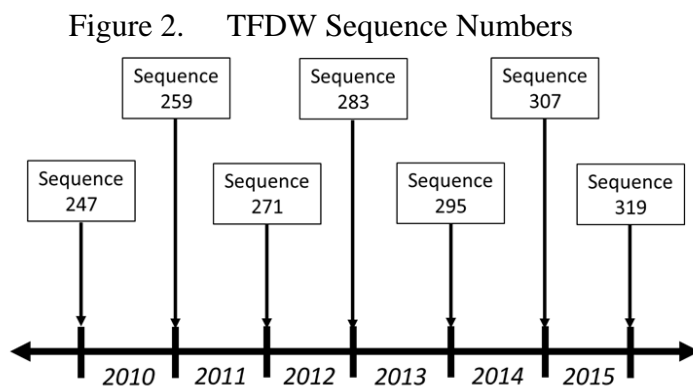 Figure 2. TFDW Sequence Numbers
Sequence
259
Sequence
283
Sequence
307
Sequence
247
Sequence
271
Sequence
295
Sequence
319
2010 2011 2012 2013 2014 2015